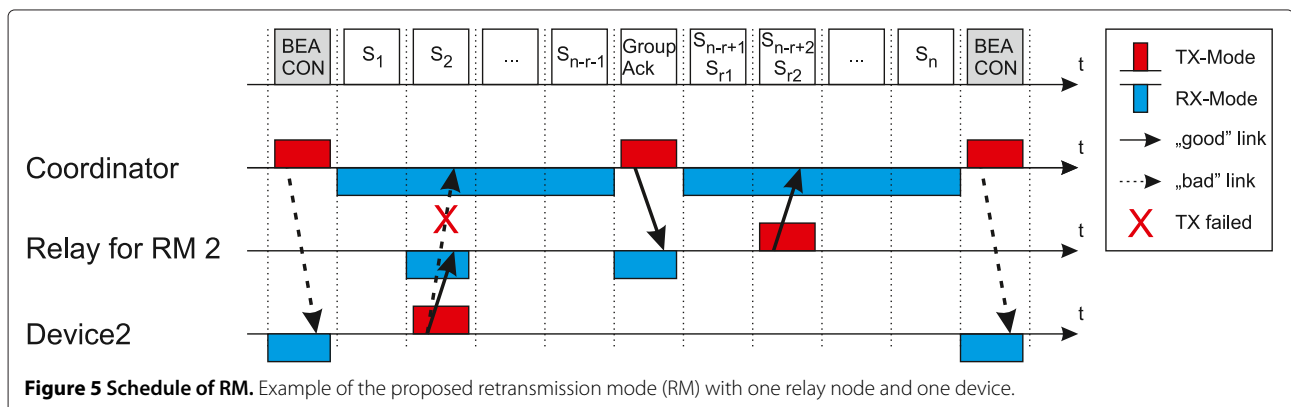 BEA
CON
S1
S2
...
Sn-r-1
Group
Ack
Sn-r+1
Sr1
Sn-r+2
Sr2
...
Sn
BEA
CON
t
TX-Mode
RX-Mode
„good" link
„bad" link
X TX failed
Coordinator
t
X
Relay for RM 2
t
Device2
t
Figure 5 Schedule of RM. Example of the proposed retransmission mode (RM) with one relay node and one device.